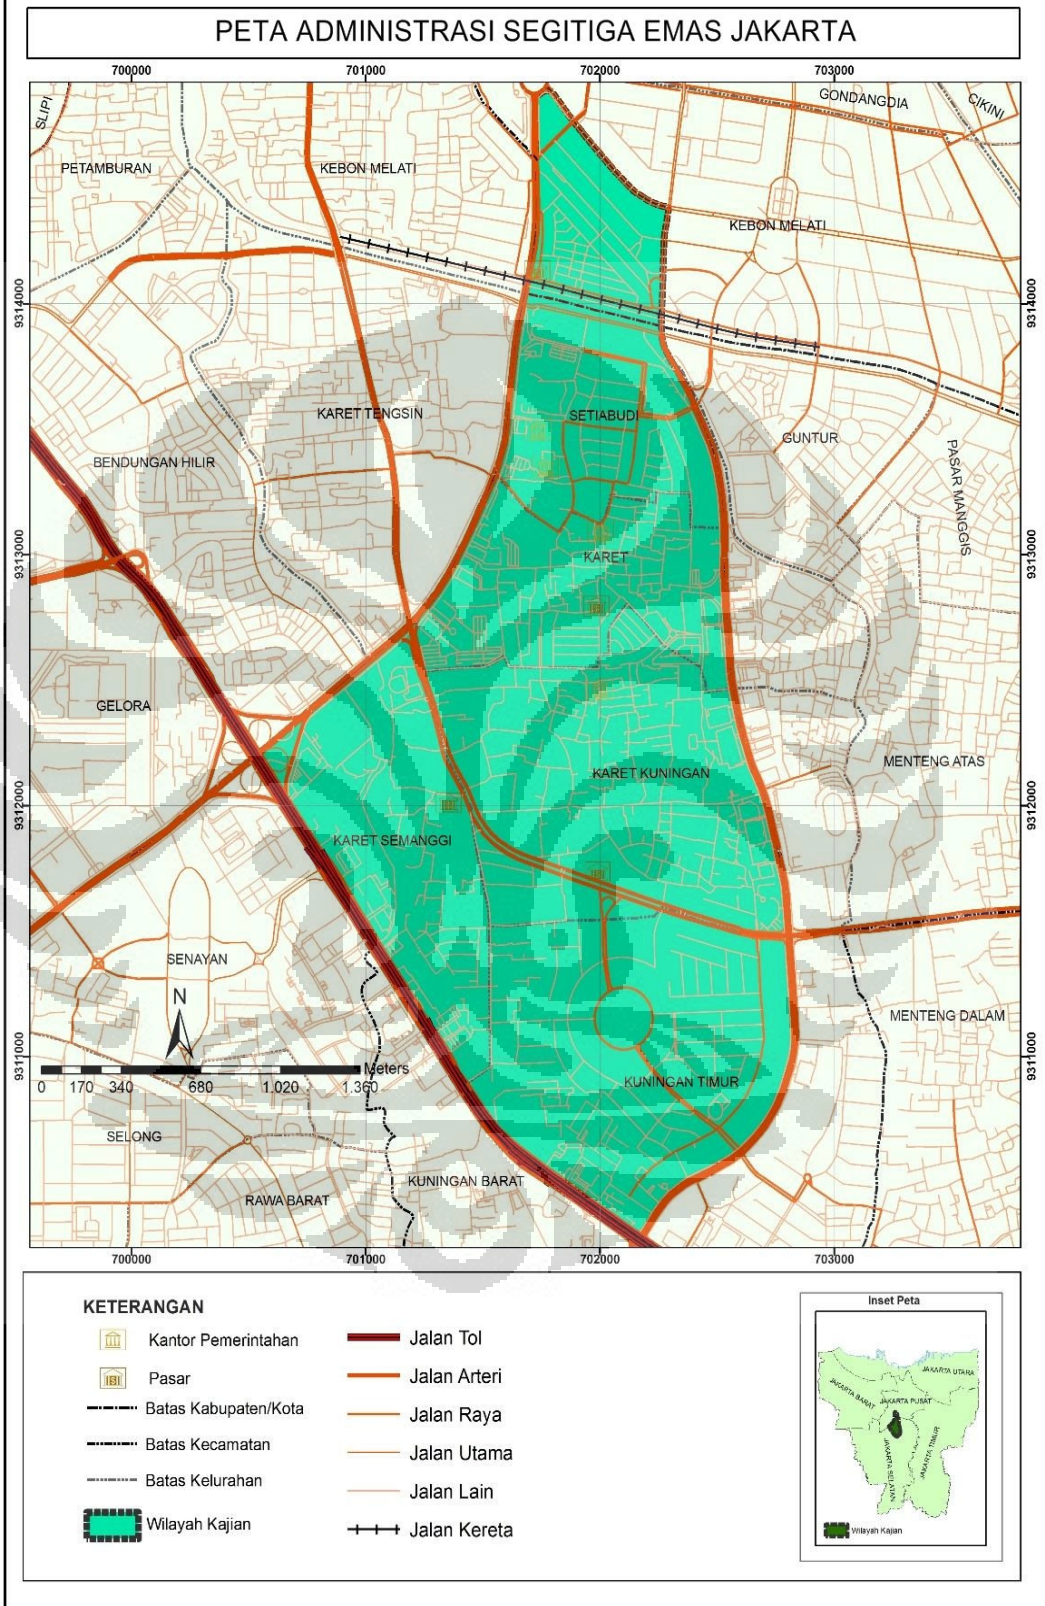 PETA ADMINISTRASI SEGITIGA EMAS JAKARTA
700000 701000 702000 703000
SLIPI
PETAMBURAN
KEBON MELATI
GONDANGDIA
CIKINI
KEBON MELATI
9314000
9314000
KARET TENGSIN
SETIABUDI
GUNTUR
BENDUNGAN HILIR
PASAR MANGGIS
9313000
KARET
9313000
GELORA
KARET KUNINGAN
MENTENG ATAS
9312000
KARET SEMANGGI
9312000
SENAYAN
N
MENTENG DALAM
9311000
Meters
0 170 340 680 1.020 1.360
KUNINGAN TIMUR
9311000
SELONG
KUNINGAN BARAT
RAWA BARAT
700000 701000 702000 703000
KETERANGAN
Kantor Pemerintahan
Pasar
Batas Kabupaten/Kota
Batas Kecamatan
Batas Kelurahan
Wilayah Kajian
Jalan Tol
Jalan Arteri
Jalan Raya
Jalan Utama
Jalan Lain
Jalan Kereta
Inset Peta
JAKARTA UTARA
JAKARTA BARAT
JAKARTA PUSAT
JAKARTA SELATAN
JAKARTA TIMUR
Wilayah Kajian